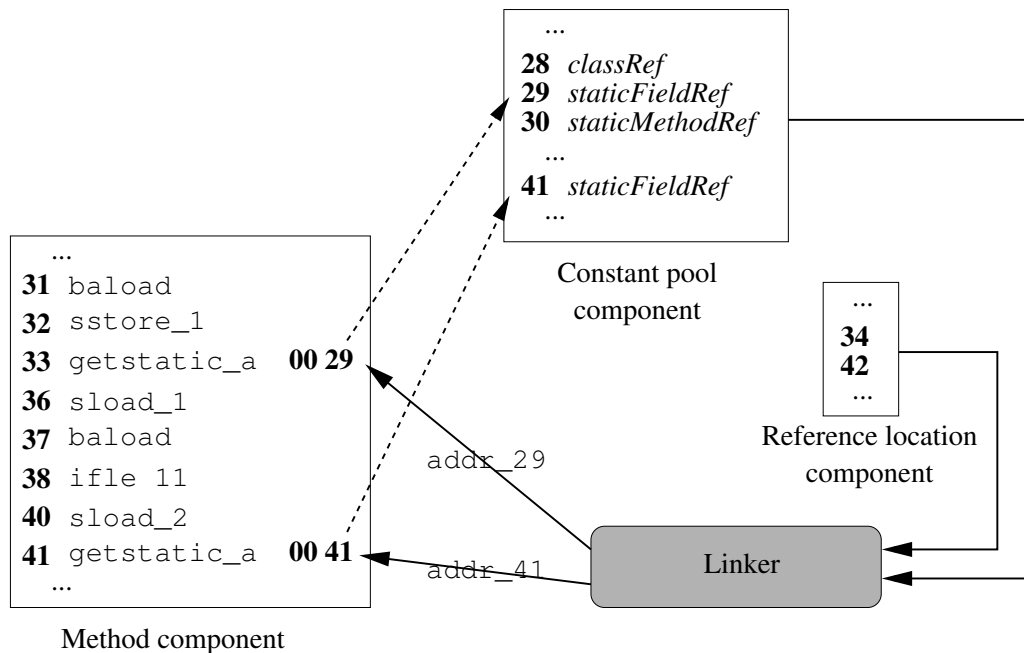 ...
28 classRef
29 staticFieldRef
30 staticMethodRef
...
41 staticFieldRef
...
Constant pool
component
...
31 baload
32 sstore_1
33 getstatic_a 00 29
36 sload_1
37 baload
38 ifle 11
40 sload_2
41 getstatic_a 00 41
...
Method component
addr_29
addr_41
...
34
42
...
Reference location
component
Linker